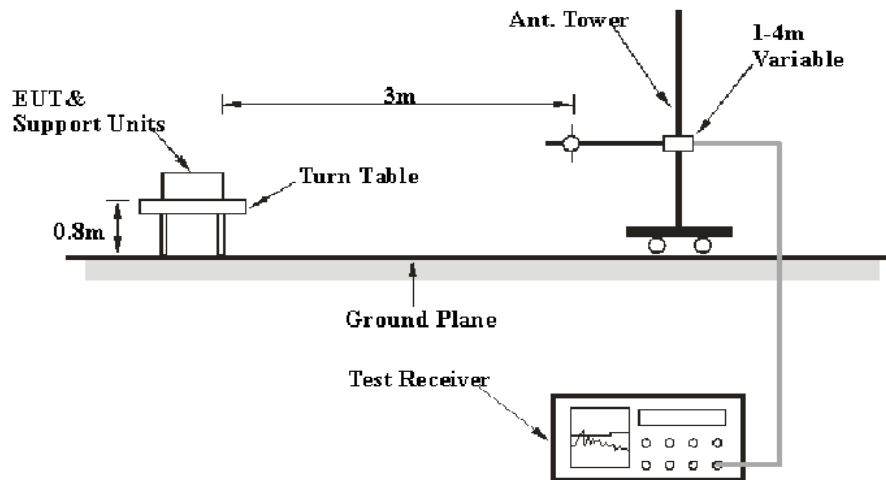 Ant. Tower
1-4m
Variable
EUT &
Support Units
3m
Turn Table
0.8m
Ground Plane
Test Receiver